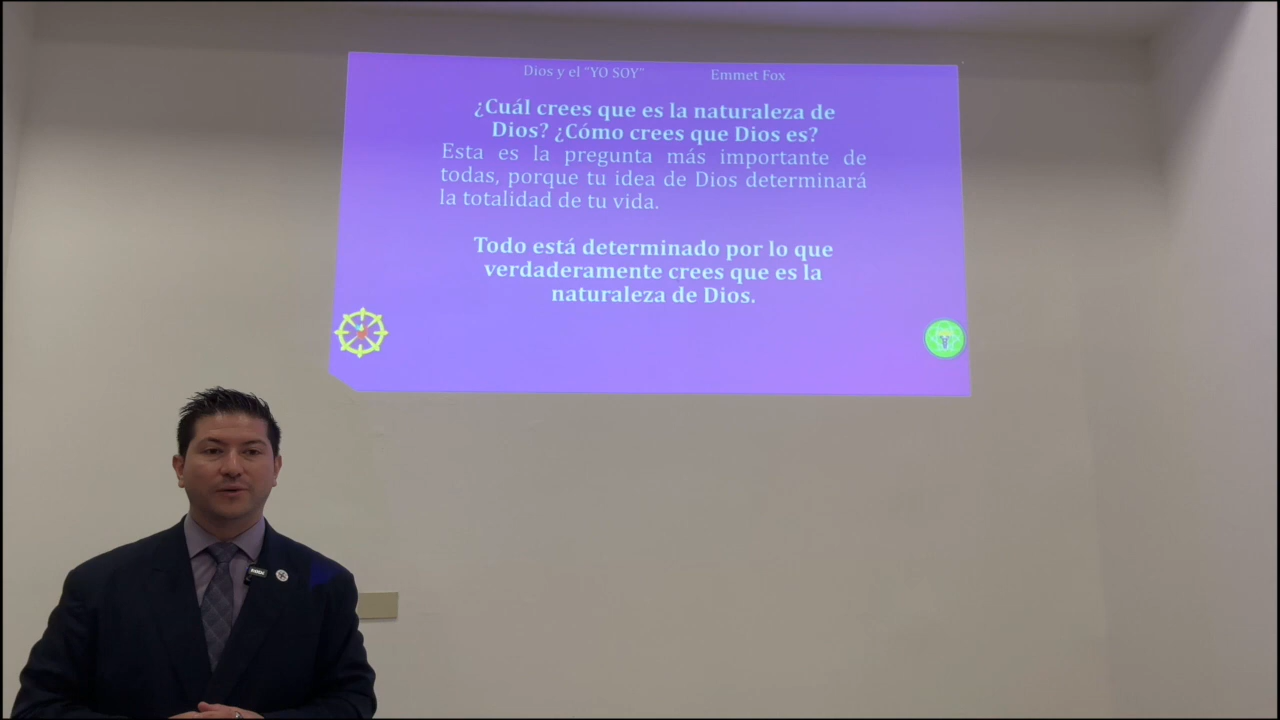 Dios y el "YO SOY" Emmet Fox
¿Cuál crees que es la naturaleza de
Dios? ¿Cómo crees que Dios es?
Esta es la pregunta más importante de
todas, porque tu idea de Dios determinará
la totalidad de tu vida.
Todo está determinado por lo que
verdaderamente crees que es la
naturaleza de Dios.